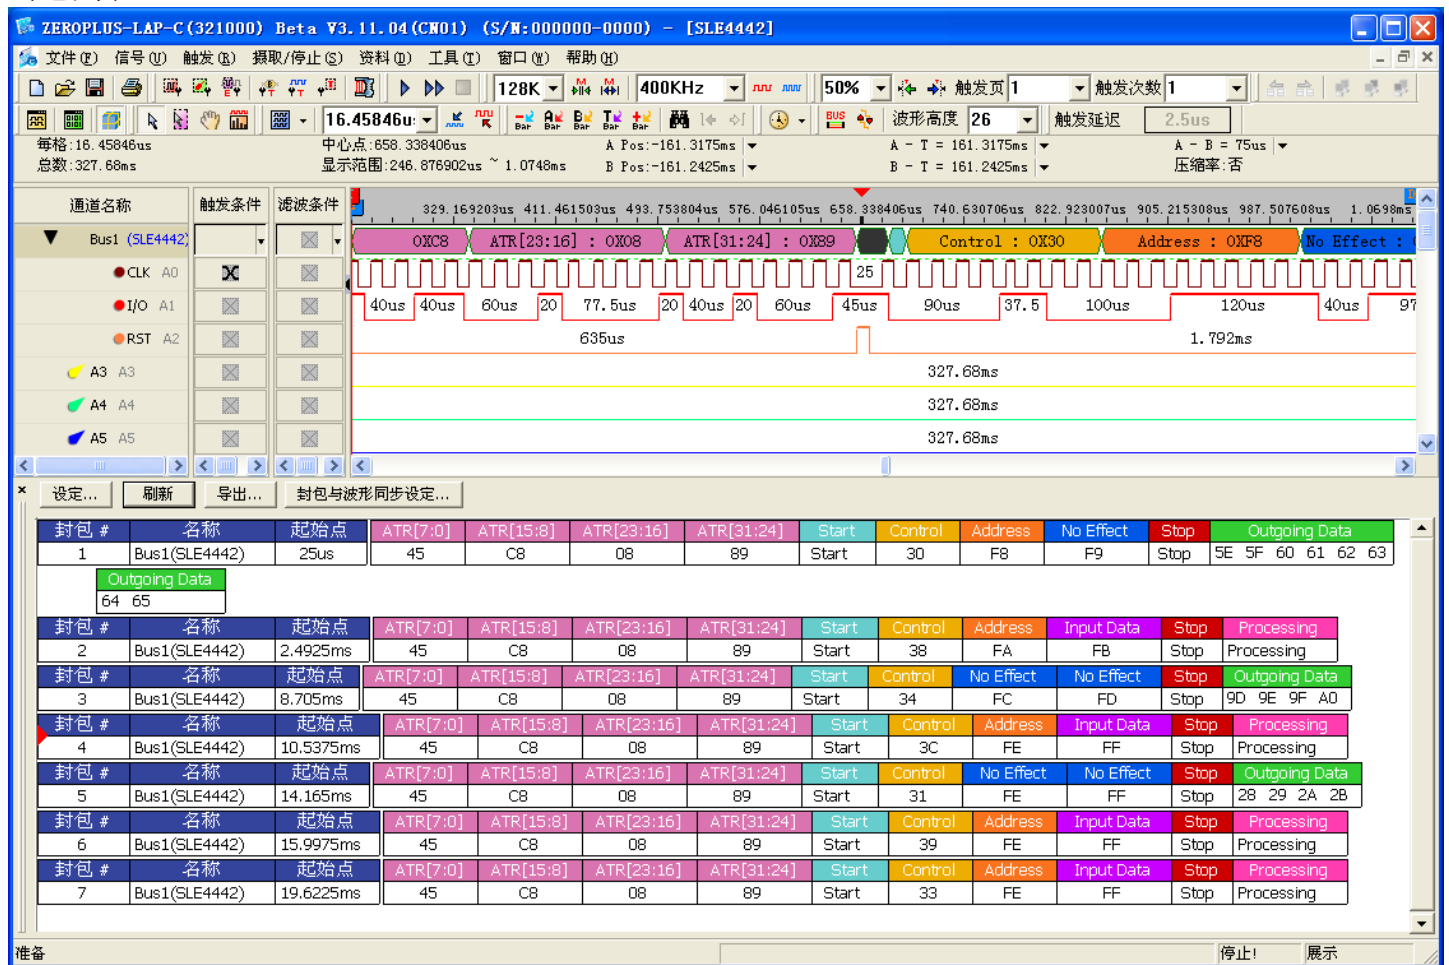 ZEROPLUS-LAP-C(321000) Beta V3.11.04(CN01) (S/N:000000-0000) - [SLE4442]
文件(F) 信号(U) 触发(R) 摄取/停止(S) 资料(D) 工具(T) 窗口(W) 帮助(H)
128K 400KHz 50% 触发页 1 触发次数 1
16.45846u: Bar Bar Bar Bar Bar BUS 波形高度 26 触发延迟 2.5us
每格:16.45846us 中心点:658.338406us A Pos:-161.3175ms A - T = 161.3175ms A - B = 75us
总数:327.68ms 显示范围:246.876902us ~ 1.0748ms B Pos:-161.2425ms B - T = 161.2425ms 压缩率:否
通道名称 触发条件 滤波条件 329.169203us 411.461503us 493.753804us 576.046105us 658.338406us 740.630706us 822.923007us 905.215308us 987.507608us 1.0698ms
Bus1 (SLE4442) 0XC8 ATR[23:16] : 0X08 ATR[31:24] : 0X89 Control : 0X30 Address : 0XF8 No Effect :
CLK A0 25
I/O A1 40us 40us 60us 20 77.5us 20 40us 20 60us 45us 90us 37.5 100us 120us 40us 97
RST A2 635us 1.792ms
A3 A3 327.68ms
A4 A4 327.68ms
A5 A5 327.68ms
设定... 刷新 导出... 封包与波形同步设定...
封包 # 名称 起始点 ATR[7:0] ATR[15:8] ATR[23:16] ATR[31:24] Start Control Address No Effect Stop Outgoing Data
1 Bus1(SLE4442) 25us 45 C8 08 89 Start 30 F8 F9 Stop 5E 5F 60 61 62 63
Outgoing Data
64 65
封包 # 名称 起始点 ATR[7:0] ATR[15:8] ATR[23:16] ATR[31:24] Start Control Address Input Data Stop Processing
2 Bus1(SLE4442) 2.4925ms 45 C8 08 89 Start 38 FA FB Stop Processing
封包 # 名称 起始点 ATR[7:0] ATR[15:8] ATR[23:16] ATR[31:24] Start Control No Effect No Effect Stop Outgoing Data
3 Bus1(SLE4442) 8.705ms 45 C8 08 89 Start 34 FC FD Stop 9D 9E 9F A0
封包 # 名称 起始点 ATR[7:0] ATR[15:8] ATR[23:16] ATR[31:24] Start Control Address Input Data Stop Processing
4 Bus1(SLE4442) 10.5375ms 45 C8 08 89 Start 3C FE FF Stop Processing
封包 # 名称 起始点 ATR[7:0] ATR[15:8] ATR[23:16] ATR[31:24] Start Control No Effect No Effect Stop Outgoing Data
5 Bus1(SLE4442) 14.165ms 45 C8 08 89 Start 31 FE FF Stop 28 29 2A 2B
封包 # 名称 起始点 ATR[7:0] ATR[15:8] ATR[23:16] ATR[31:24] Start Control Address Input Data Stop Processing
6 Bus1(SLE4442) 15.9975ms 45 C8 08 89 Start 39 FE FF Stop Processing
封包 # 名称 起始点 ATR[7:0] ATR[15:8] ATR[23:16] ATR[31:24] Start Control Address Input Data Stop Processing
7 Bus1(SLE4442) 19.6225ms 45 C8 08 89 Start 33 FE FF Stop Processing
准备 停止! 展示